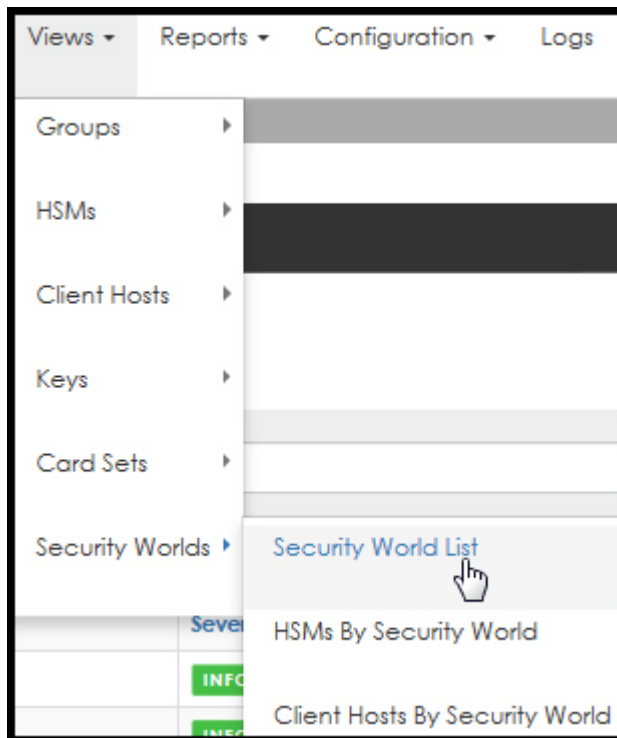 Views Reports Configuration Logs
Groups
HSMs
Client Hosts
Keys
Card Sets
Security Worlds Security World List
HSMs By Security World
Client Hosts By Security World